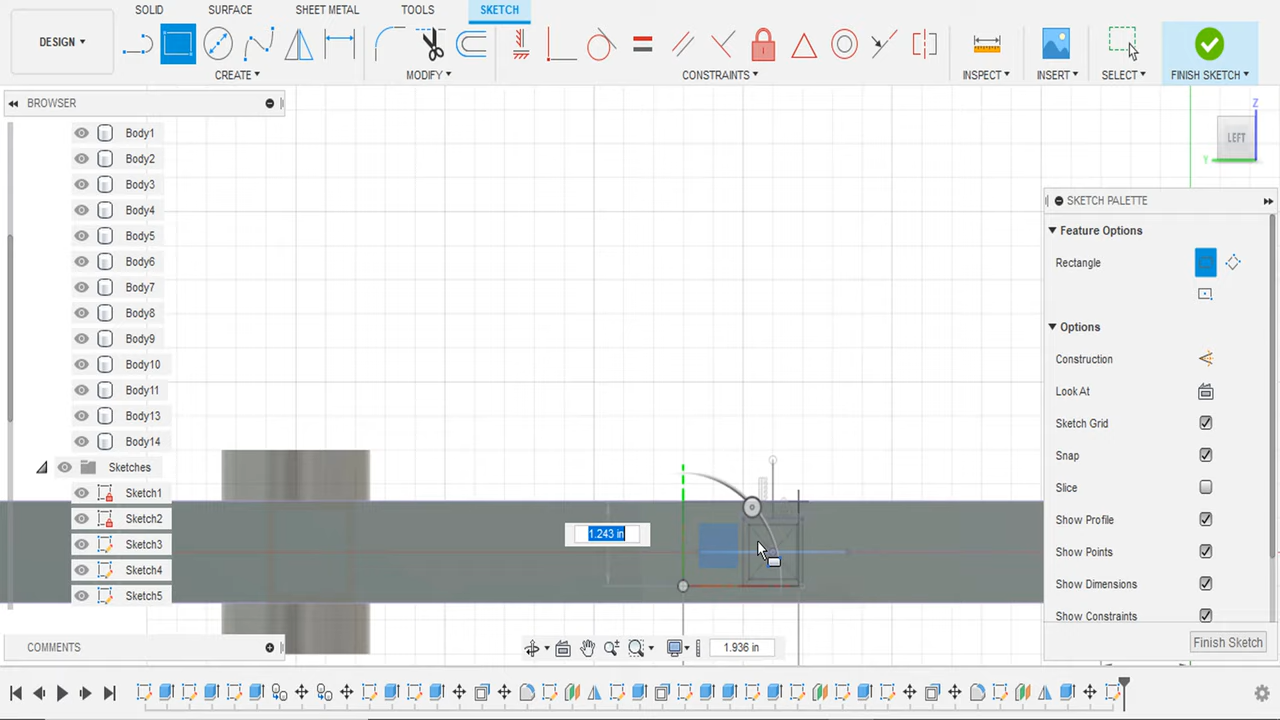 SOLID SURFACE SHEET METAL TOOLS SKETCH
DESIGN
CREATE MODIFY CONSTRAINTS INSPECT INSERT SELECT FINISH SKETCH
BROWSER
Body1
Body2
Body3
Body4
Body5
Body6
Body7
Body8
Body9
Body10
Body11
Body13
Body14
Sketches
Sketch1
Sketch2
Sketch3
Sketch4
Sketch5
COMMENTS
1.243 in
1.936 in
Z
LEFT
Y
SKETCH PALETTE
Feature Options
Rectangle
Options
Construction
Look At
Sketch Grid
Snap
Slice
Show Profile
Show Points
Show Dimensions
Show Constraints
Finish Sketch